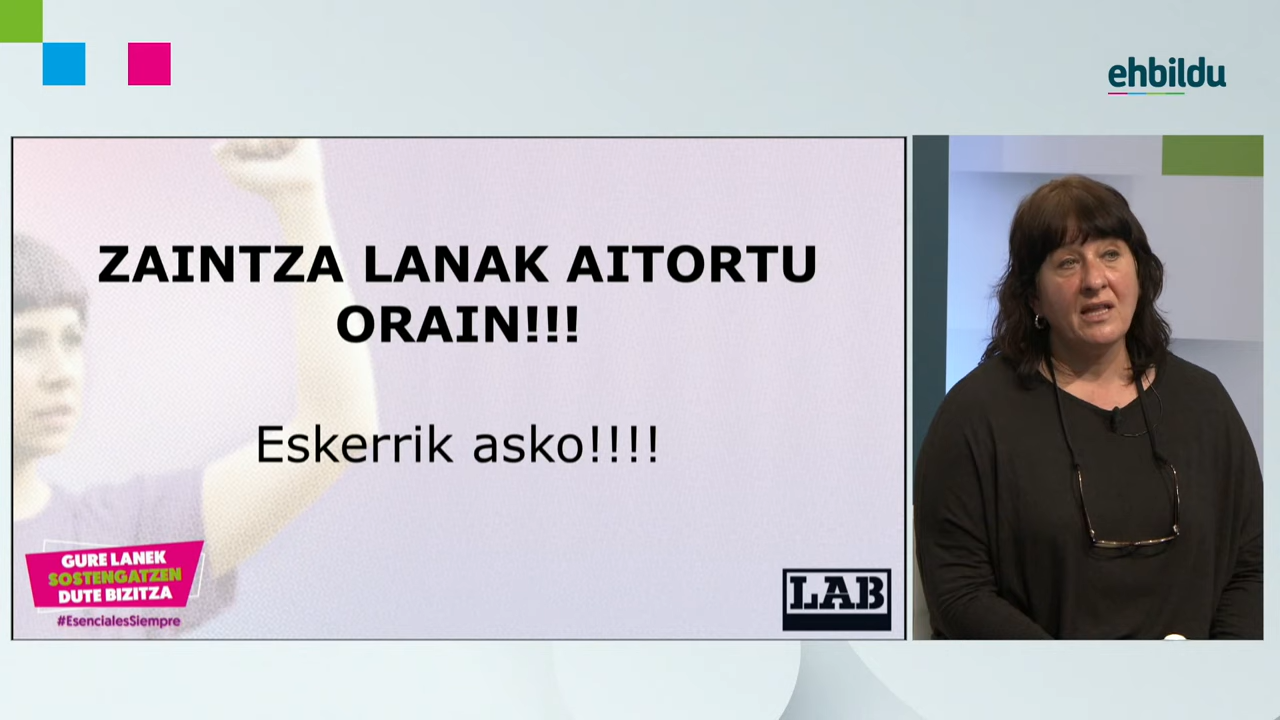 ehbildu
ZAINTZA LANAK AITORTU
ORAIN!!!
Eskerrik asko!!!!
GURE LANEK
SOSTENGATZEN
DUTE BIZITZA
#EsencialesSiempre
LAB